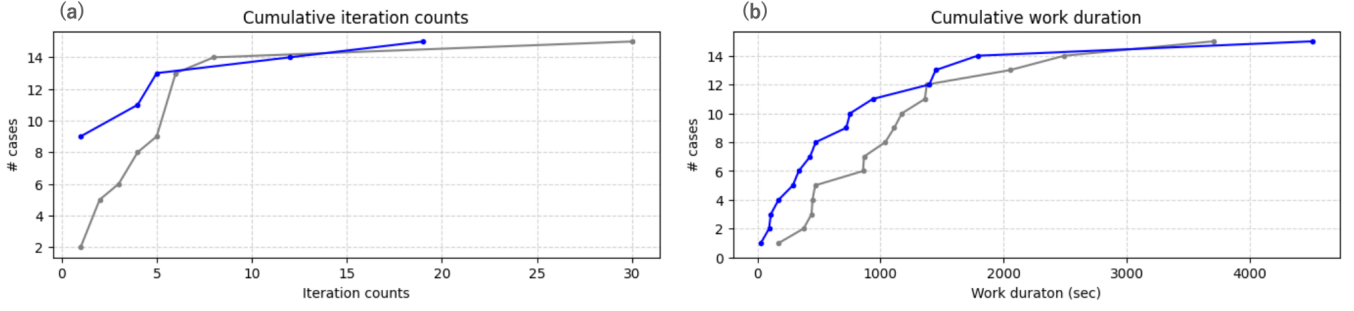 (a)
Cumulative iteration counts
# cases
14
12
10
8
6
4
2
0 5 10 15 20 25 30
Iteration counts
(b)
Cumulative work duration
# cases
14
12
10
8
6
4
2
0
0 1000 2000 3000 4000
Work duraton (sec)